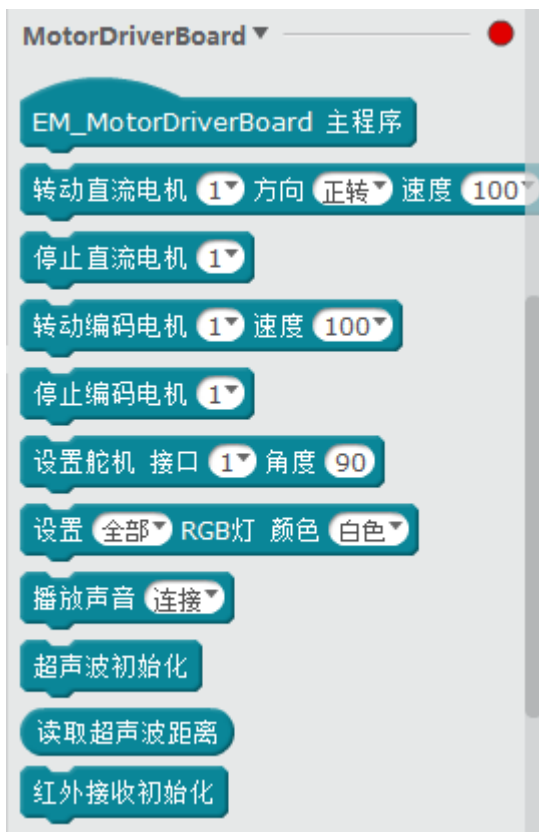 MotorDriverBoard
EM_MotorDriverBoard 主程序
转动直流电机 1 方向 正转 速度 100
停止直流电机 1
转动编码电机 1 速度 100
停止编码电机 1
设置舵机 接口 1 角度 90
设置 全部 RGB灯 颜色 白色
播放声音 连接
超声波初始化
读取超声波距离
红外接收初始化